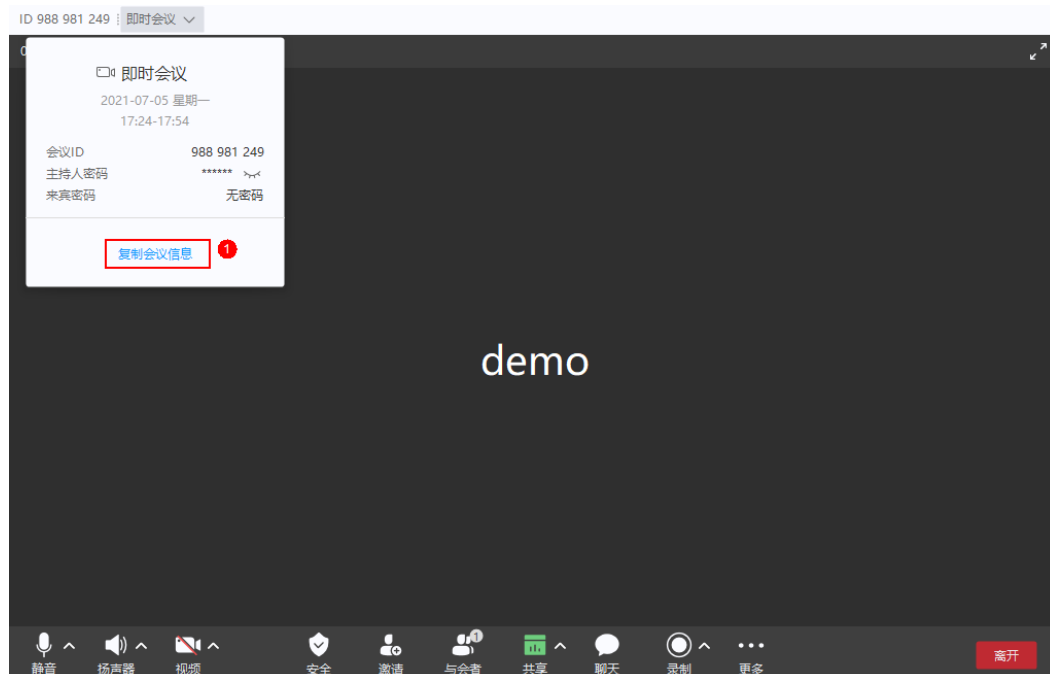 ID 988 981 249 即时会议
即时会议
2021-07-05 星期一
17:24-17:54
会议ID 988 981 249
主持人密码 ******
来宾密码 无密码
复制会议信息 1
demo
1
静音 扬声器 视频 安全 邀请 与会者 共享 聊天 录制 更多 离开